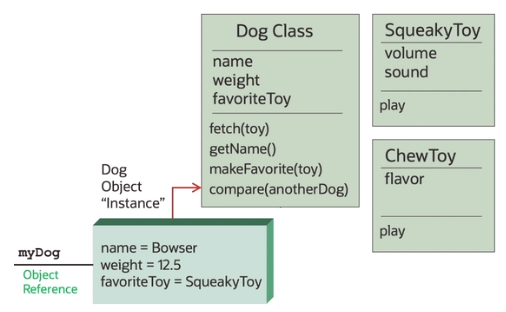 Dog Class
name
weight
favoriteToy
fetch(toy)
getName()
makeFavorite(toy)
compare(anotherDog)
SqueakyToy
volume
sound
play
ChewToy
flavor
play
Dog
Object
“Instance”
myDog
Object
Reference
name = Bowser
weight = 12.5
favoriteToy = SqueakyToy